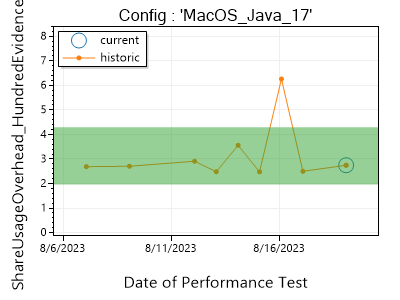 Config : 'MacOS_Java_17'
current
historic
ShareUsageOverhead_HundredEvidence
8
7
6
5
4
3
2
1
0
8/6/2023
8/11/2023
8/16/2023
Date of Performance Test